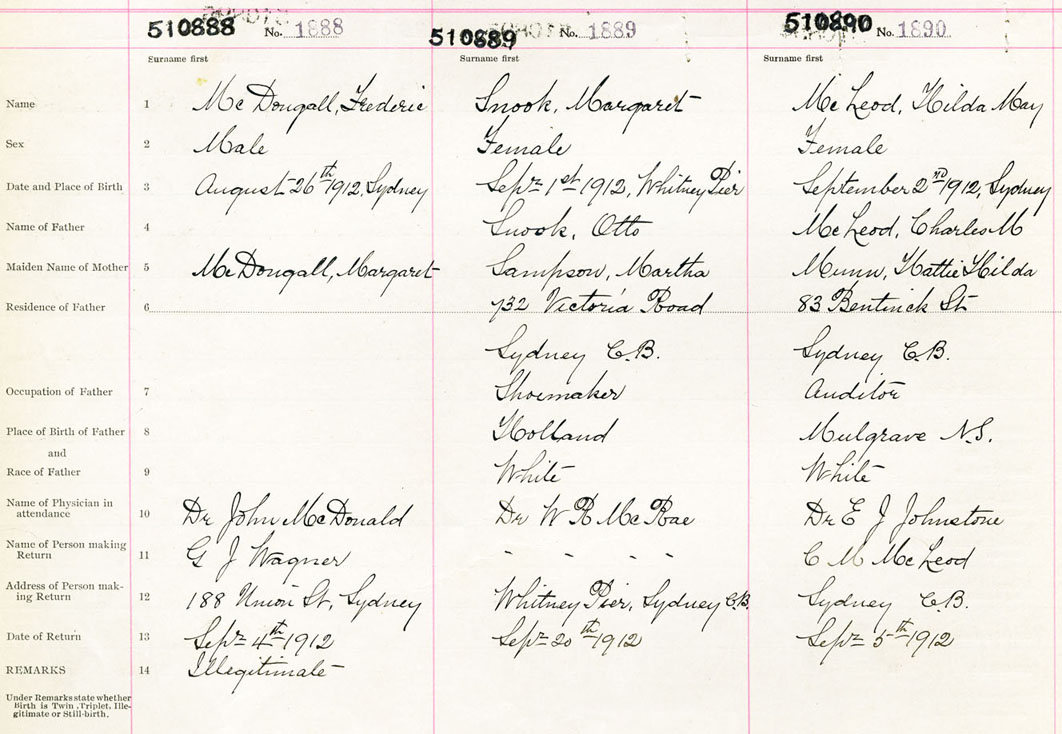 510888 No. 1888 510889 No. 1889 510890 No. 1890
Surname first Surname first Surname first
Name 1 McDougall, Frederic Snook, Margaret McLeod, Hilda May
Sex 2 Male Female Female
Date and Place of Birth 3 August 26th 1912, Sydney Sepr 1st 1912, Whitney Pier September 2nd 1912, Sydney
Name of Father 4 Snook, Otto McLeod, Charles M
Maiden Name of Mother 5 McDougall, Margaret Sampson, Martha Munn, Hattie Hilda
Residence of Father 6 732 Victoria Road 83 Bentinck St
Sydney C.B. Sydney C.B.
Occupation of Father 7 Shoemaker Auditor
Place of Birth of Father 8 Holland Mulgrave N.S.
and
Race of Father 9 White White
Name of Physician in
attendance 10 Dr John McDonald Dr W R McRae Dr E J Johnstone
Name of Person making
Return 11 G J Wagner - - - - C M McLeod
Address of Person mak-
ing Return 12 188 Union St, Sydney Whitney Pier, Sydney C.B. Sydney C.B.
Date of Return 13 Sepr 4th 1912 Sepr 20th 1912 Sepr 5th 1912
REMARKS 14 Illegitimate
Under Remarks state whether
Birth is Twin, Triplet, Ille-
gitimate or Still-birth.